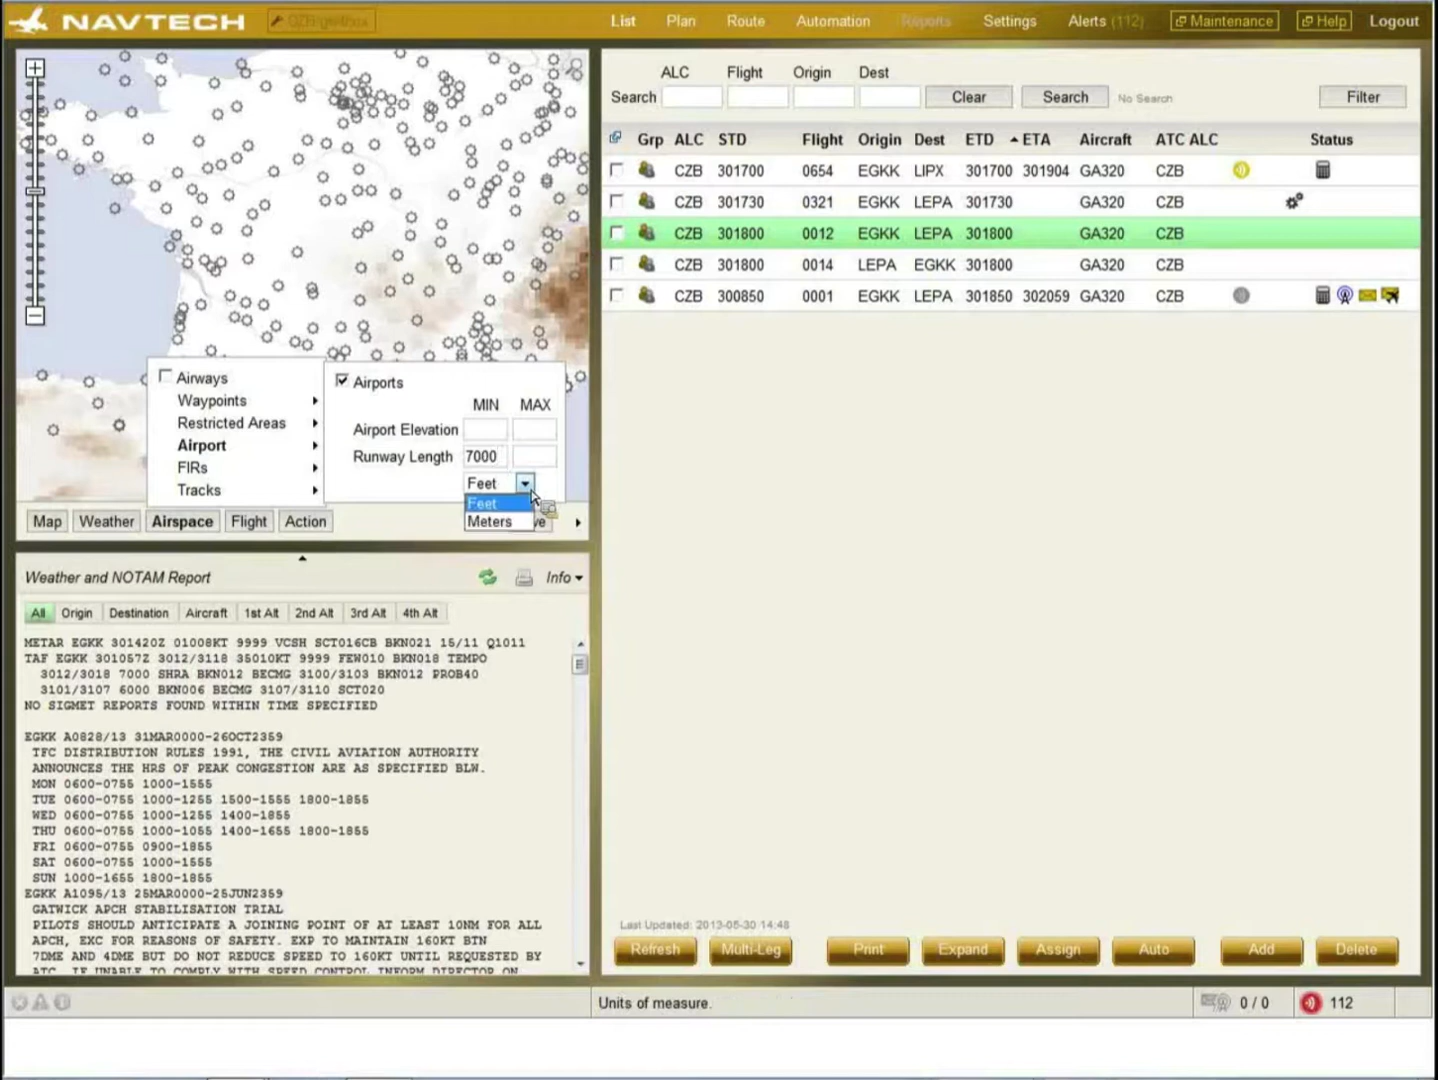 NAVTECH
List Plan Route Automation Reports Settings Alerts (112) Maintenance Help Logout
ALC Flight Origin Dest
Search Clear Search No Search Filter
Grp ALC STD Flight Origin Dest ETD ETA Aircraft ATC ALC Status
CZB 301700 0654 EGKK LIPX 301700 301904 GA320 CZB
CZB 301730 0321 EGKK LEPA 301730 GA320 CZB
CZB 301800 0012 EGKK LEPA 301800 GA320 CZB
CZB 301800 0014 LEPA EGKK 301800 GA320 CZB
CZB 300850 0001 EGKK LEPA 301850 302059 GA320 CZB
Airways
Waypoints
Restricted Areas
Airport
FIRs
Tracks
Airports
MIN MAX
Airport Elevation
Runway Length 7000
Feet
Feet
Meters
Map Weather Airspace Flight Action
Weather and NOTAM Report Info
All Origin Destination Aircraft 1st Alt 2nd Alt 3rd Alt 4th Alt
METAR EGKK 301420Z 01008KT 9999 VCSH SCT016CB BKN021 15/11 Q1011
TAF EGKK 301057Z 3012/3118 35010KT 9999 FEW010 BKN018 TEMPO
3012/3018 7000 SHRA BKN012 BECMG 3100/3103 BKN012 PROB40
3101/3107 6000 BKN006 BECMG 3107/3110 SCT020
NO SIGMET REPORTS FOUND WITHIN TIME SPECIFIED
EGKK A0828/13 31MAR0000-26OCT2359
TFC DISTRIBUTION RULES 1991, THE CIVIL AVIATION AUTHORITY
ANNOUNCES THE HRS OF PEAK CONGESTION ARE AS SPECIFIED BLW.
MON 0600-0755 1000-1555
TUE 0600-0755 1000-1255 1500-1555 1800-1855
WED 0600-0755 1000-1255 1400-1855
THU 0600-0755 1000-1055 1400-1655 1800-1855
FRI 0600-0755 0900-1855
SAT 0600-0755 1000-1555
SUN 1000-1655 1800-1855
EGKK A1095/13 25MAR0000-25JUN2359
GATWICK APCH STABILISATION TRIAL
PILOTS SHOULD ANTICIPATE A JOINING POINT OF AT LEAST 10NM FOR ALL
APCH, EXC FOR REASONS OF SAFETY. EXP TO MAINTAIN 160KT BTN
7DME AND 4DME BUT DO NOT REDUCE SPEED TO 160KT UNTIL REQUESTED BY
ATC. IF UNABLE TO COMPLY WITH SPEED CONTROL INFORM DIRECTOR ON
Last Updated: 2013-05-30 14:48
Refresh Multi-Leg Print Expand Assign Auto Add Delete
Units of measure. 0 / 0 112